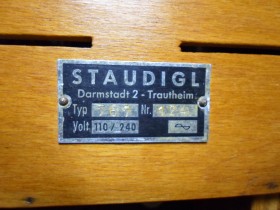 STAUDIGL
Darmstadt 2 - Trautheim
Typ Nr.
Volt 110 / 240